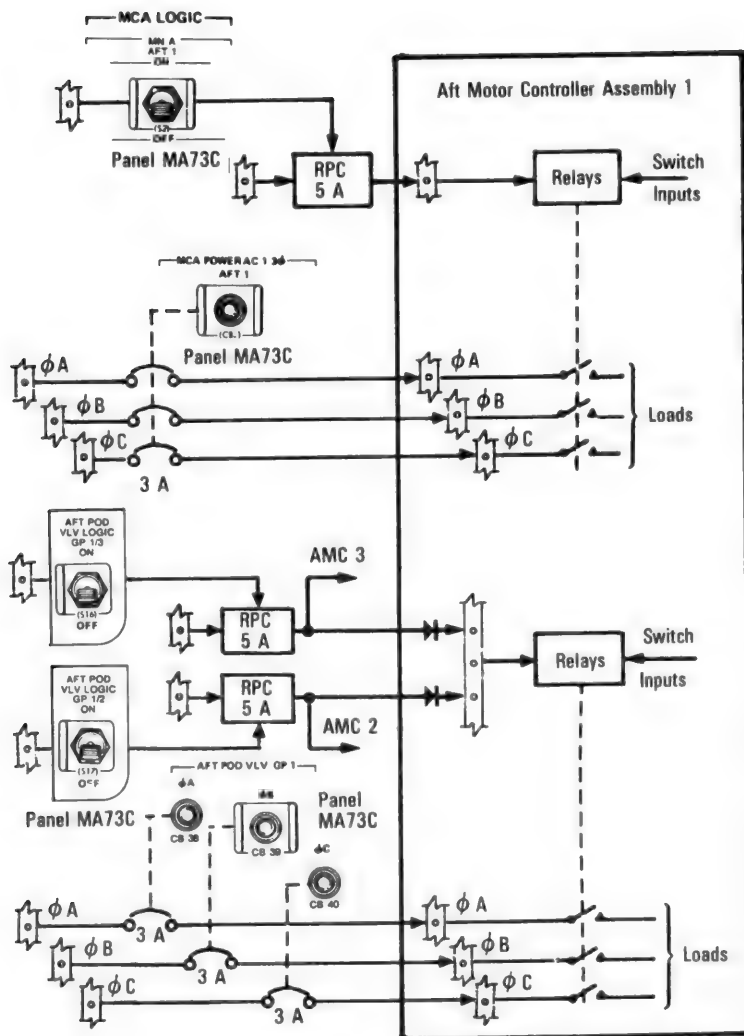 MCA LOGIC
MN A
AFT 1
ON
(S2)
OFF
Panel MA73C
RPC
5 A
Aft Motor Controller Assembly 1
Relays
Switch
Inputs
MCA POWER AC 1 3ϕ
AFT 1
Panel MA73C
ϕA
ϕB
ϕC
3 A
ϕA
ϕB
ϕC
Loads
AFT POD
VLV LOGIC
GP 1/3
ON
(S16)
OFF
RPC
5 A
AMC 3
AFT POD
VLV LOGIC
GP 1/2
ON
(S17)
OFF
RPC
5 A
AMC 2
Relays
Switch
Inputs
Panel MA73C
AFT POD VLV GP 1
ϕA
CB 38
ϕB
CB 39
ϕC
CB 40
Panel
MA73C
ϕA
3 A
ϕB
3 A
ϕC
3 A
ϕA
ϕB
ϕC
Loads